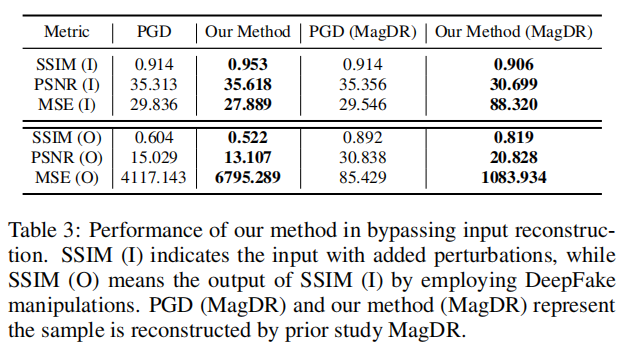 Metric PGD Our Method PGD (MagDR) Our Method (MagDR)
SSIM (I) 0.914 0.953 0.914 0.906
PSNR (I) 35.313 35.618 35.356 30.699
MSE (I) 29.836 27.889 29.546 88.320
SSIM (O) 0.604 0.522 0.892 0.819
PSNR (O) 15.029 13.107 30.838 20.828
MSE (O) 4117.143 6795.289 85.429 1083.934
Table 3: Performance of our method in bypassing input reconstruc-
tion. SSIM (I) indicates the input with added perturbations, while
SSIM (O) means the output of SSIM (I) by employing DeepFake
manipulations. PGD (MagDR) and our method (MagDR) represent
the sample is reconstructed by prior study MagDR.